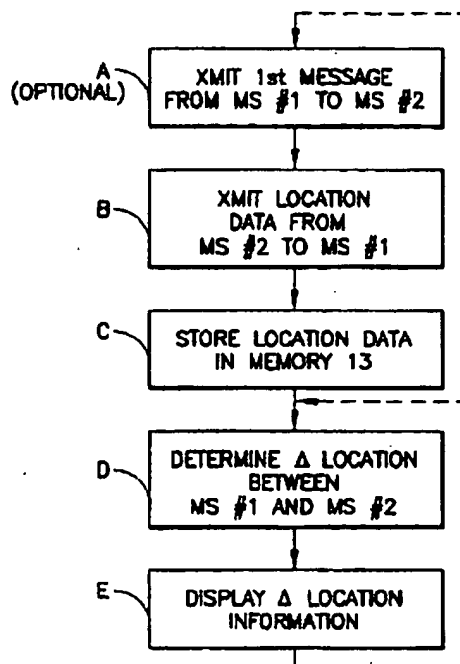 A
(OPTIONAL)
XMIT 1st MESSAGE
FROM MS #1 TO MS #2
B
XMIT LOCATION
DATA FROM
MS #2 TO MS #1
C
STORE LOCATION DATA
IN MEMORY 13
D
DETERMINE Δ LOCATION
BETWEEN
MS #1 AND MS #2
E
DISPLAY Δ LOCATION
INFORMATION